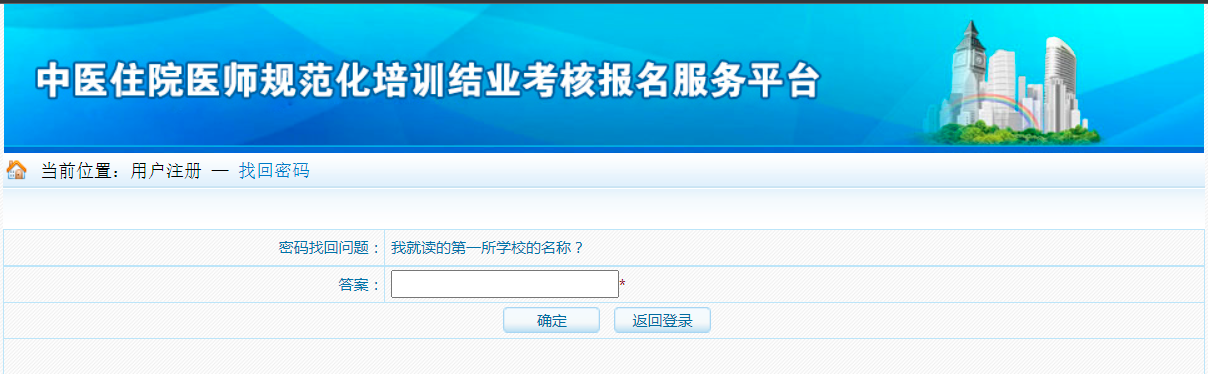 中医住院医师规范化培训结业考核报名服务平台
当前位置：用户注册 — 找回密码
密码找回问题： 我就读的第一所学校的名称？
答案： *
确定 返回登录